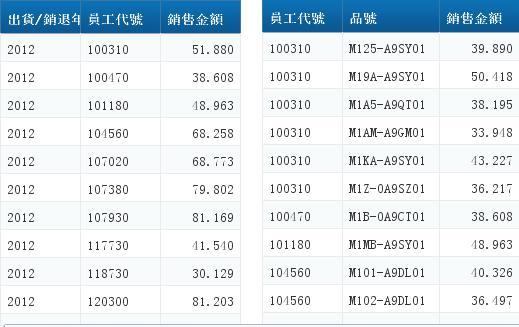 出貨/銷退年 員工代號 銷售金額
2012 100310 51.880
2012 100470 38.608
2012 101180 48.963
2012 104560 68.258
2012 107020 68.773
2012 107380 79.802
2012 107930 81.169
2012 117730 41.540
2012 118730 30.129
2012 120300 81.203
員工代號 品號 銷售金額
100310 M125-A9SY01 39.890
100310 M19A-A9SY01 50.418
100310 M1A5-A9QT01 38.195
100310 M1AM-A9GM01 33.948
100310 M1KA-A9SY01 43.227
100310 M1Z-0A9SZ01 36.217
100470 M1B-0A9CT01 38.608
101180 M1MB-A9SY01 48.963
104560 M101-A9DL01 40.326
104560 M102-A9DL01 36.497